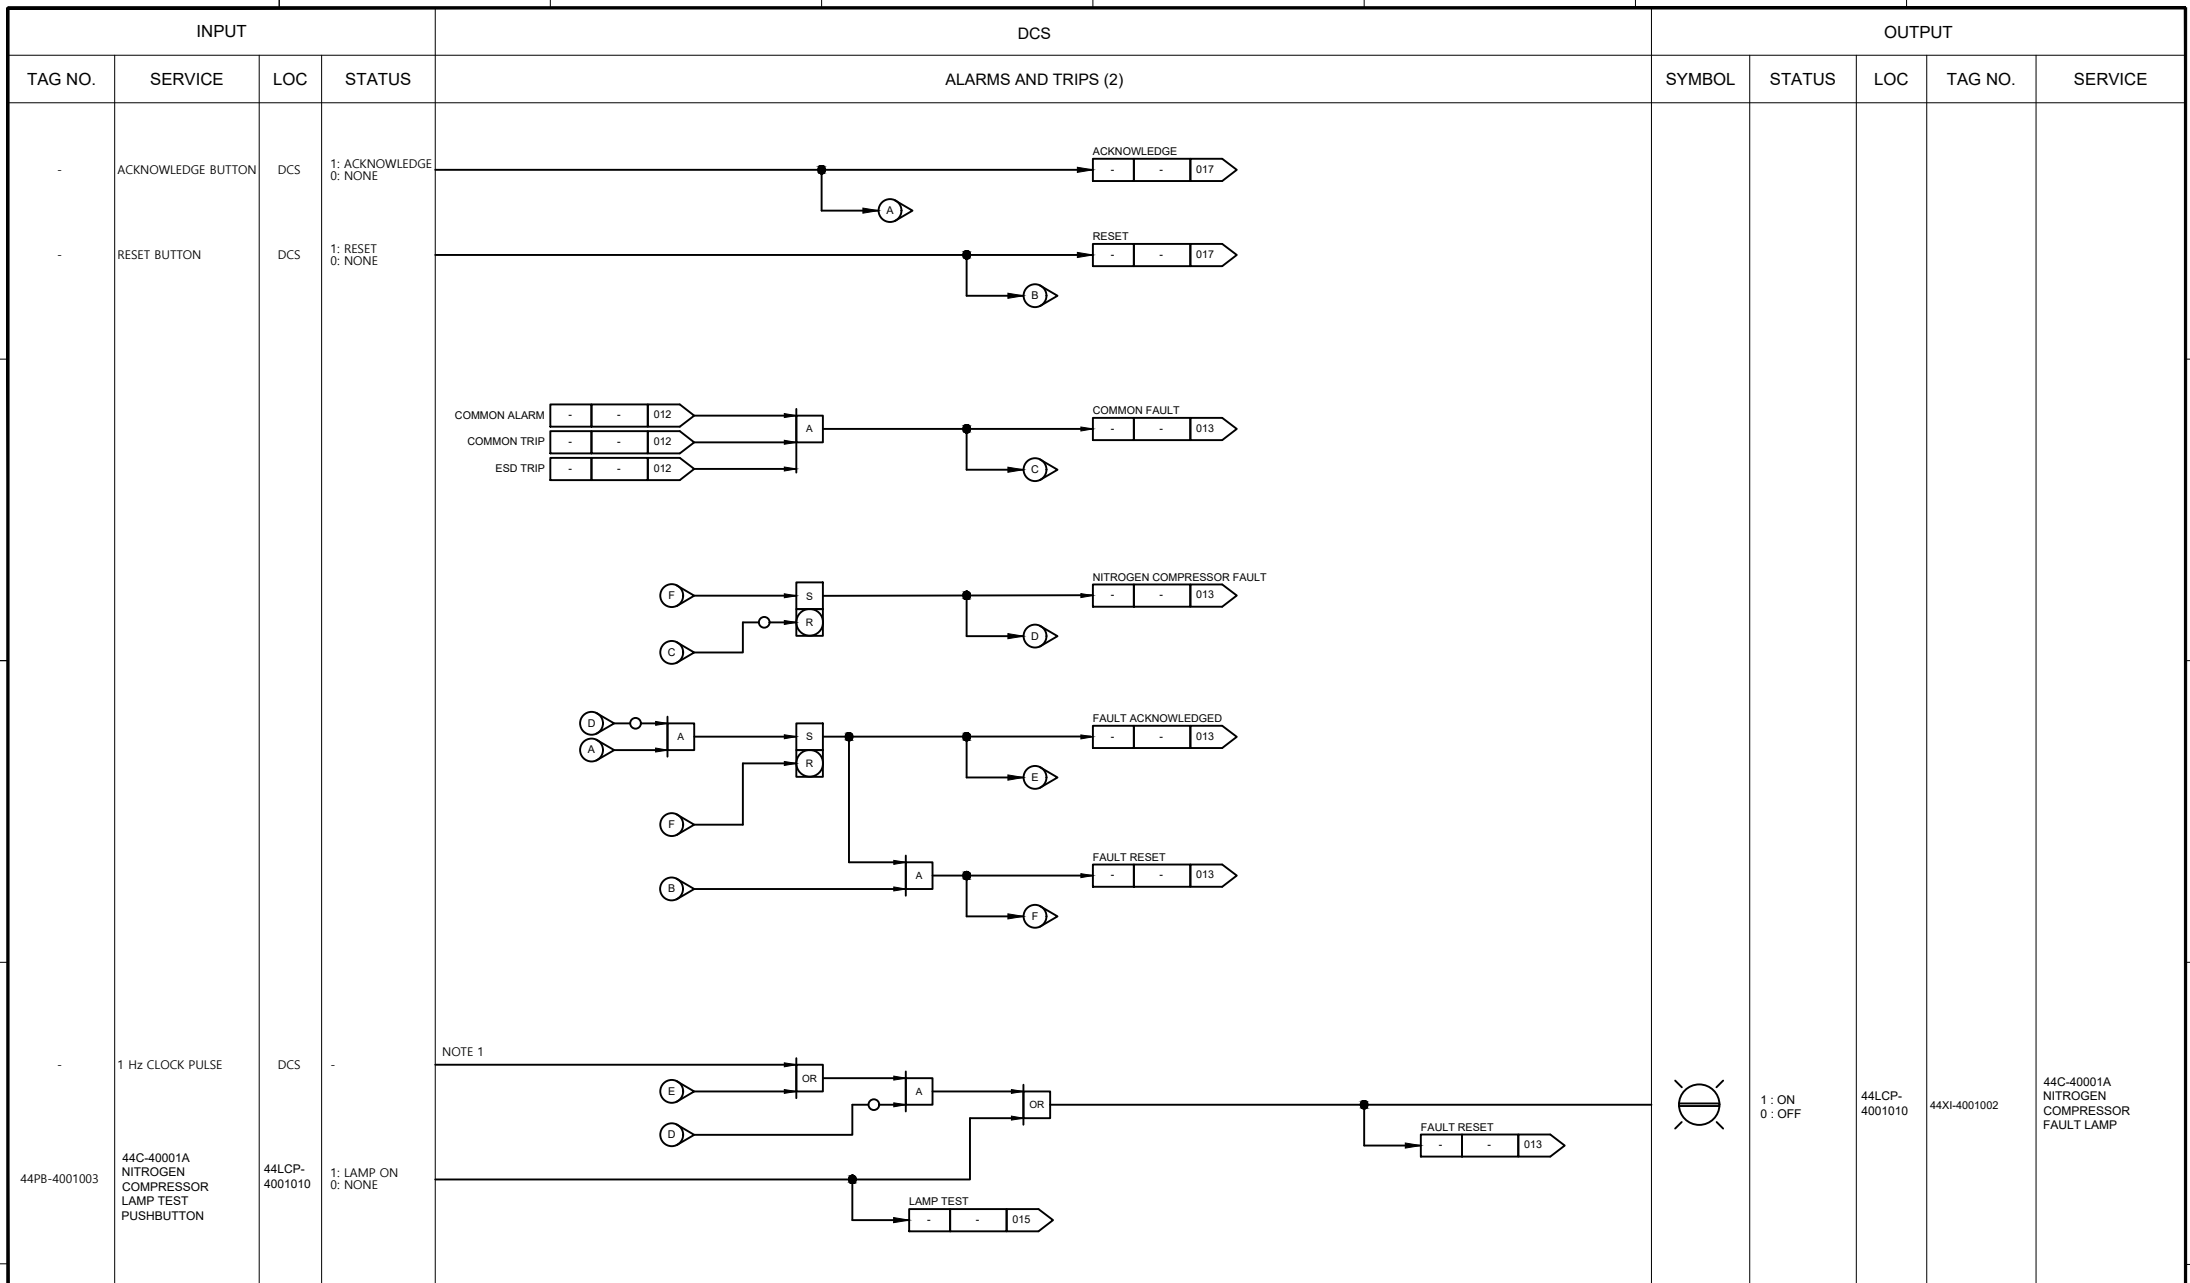 INPUT
DCS
OUTPUT
TAG NO.
SERVICE
LOC
STATUS
ALARMS AND TRIPS (2)
SYMBOL
STATUS
LOC
TAG NO.
SERVICE
-
ACKNOWLEDGE BUTTON
DCS
1: ACKNOWLEDGE
0: NONE
ACKNOWLEDGE
- - 017
A
-
RESET BUTTON
DCS
1: RESET
0: NONE
RESET
- - 017
B
COMMON ALARM - - 012
COMMON TRIP - - 012
ESD TRIP - - 012
A
COMMON FAULT
- - 013
C
F
C
S
R
NITROGEN COMPRESSOR FAULT
- - 013
D
D
A
A
S
R
F
FAULT ACKNOWLEDGED
- - 013
E
B
A
FAULT RESET
- - 013
F
-
1 Hz CLOCK PULSE
DCS
-
NOTE 1
E
OR
D
A
OR
FAULT RESET
- - 013
1 : ON
0 : OFF
44LCP-
4001010
44XI-4001002
44C-40001A
NITROGEN
COMPRESSOR
FAULT LAMP
44PB-4001003
44C-40001A
NITROGEN
COMPRESSOR
LAMP TEST
PUSHBUTTON
44LCP-
4001010
1: LAMP ON
0: NONE
LAMP TEST
- - 015